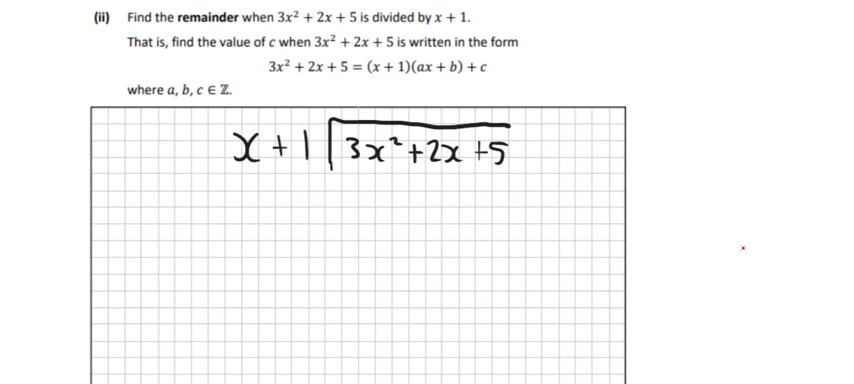 (ii) Find the remainder when 3x² + 2x + 5 is divided by x + 1.
That is, find the value of c when 3x² + 2x + 5 is written in the form
3x² + 2x + 5 = (x + 1)(ax + b) + c
where a, b, c ∈ ℤ.
x + 1 | 3x² + 2x + 5